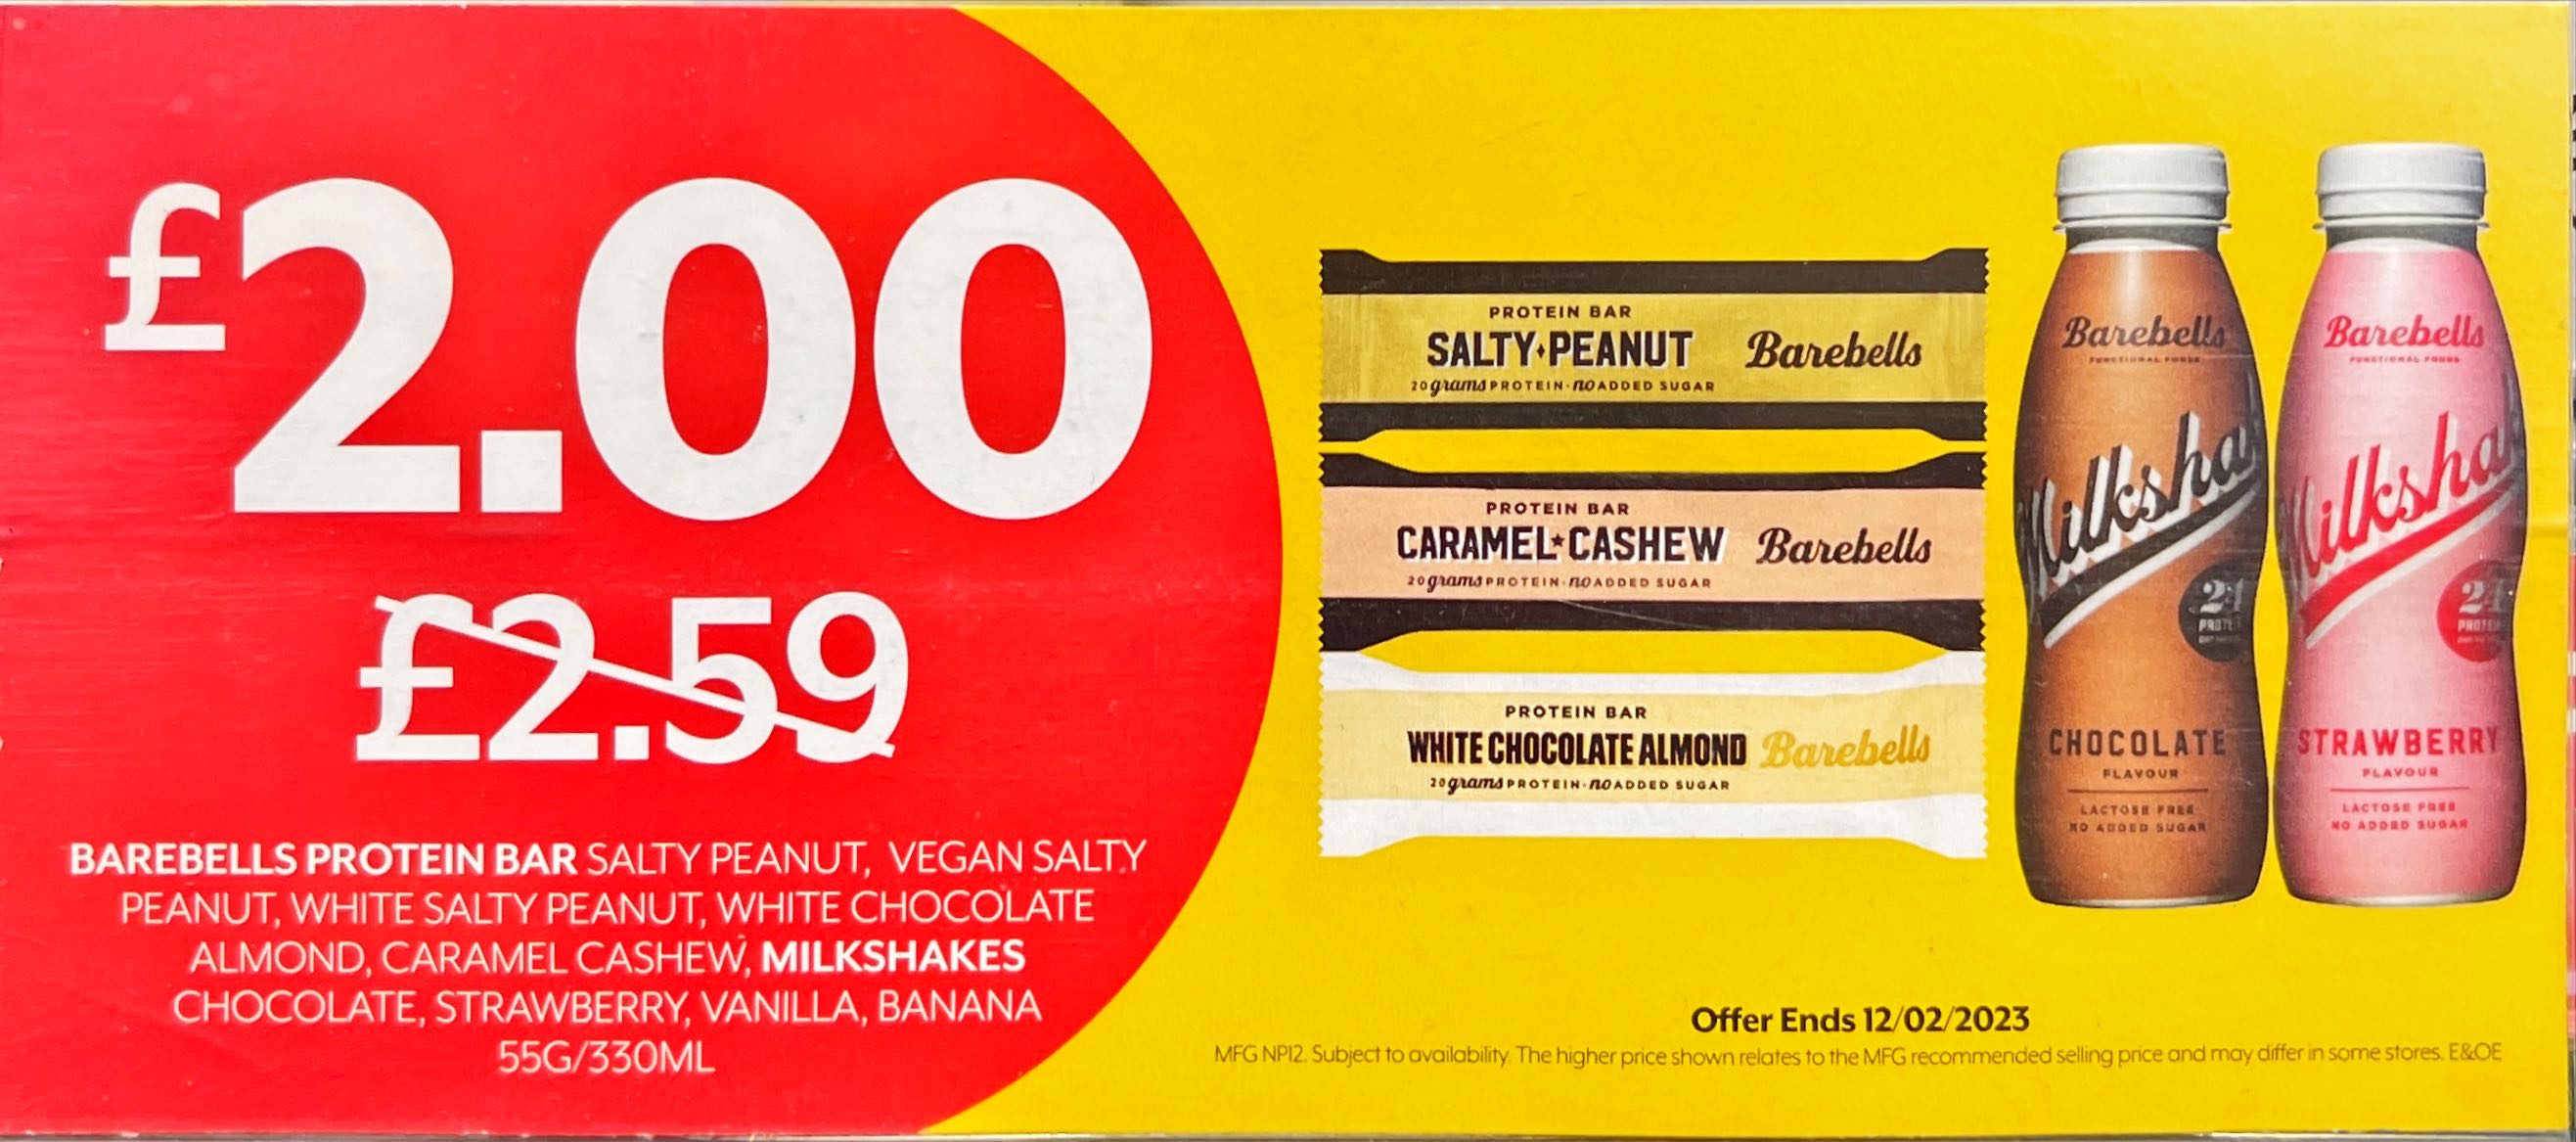 £2.00
£2.59
BAREBELLS PROTEIN BAR SALTY PEANUT, VEGAN SALTY
PEANUT, WHITE SALTY PEANUT, WHITE CHOCOLATE
ALMOND, CARAMEL CASHEW, MILKSHAKES
CHOCOLATE, STRAWBERRY, VANILLA, BANANA
55G/330ML
PROTEIN BAR
SALTY PEANUT Barebells
20 grams PROTEIN · no ADDED SUGAR
PROTEIN BAR
CARAMEL★CASHEW Barebells
20 grams PROTEIN · no ADDED SUGAR
PROTEIN BAR
WHITE CHOCOLATE ALMOND Barebells
20 grams PROTEIN · no ADDED SUGAR
Barebells
FUNCTIONAL FOODS
Milksha
CHOCOLATE
FLAVOUR
LACTOSE FREE
NO ADDED SUGAR
Barebells
FUNCTIONAL FOODS
Milksha
STRAWBERRY
FLAVOUR
LACTOSE FREE
NO ADDED SUGAR
Offer Ends 12/02/2023
MFG NP12. Subject to availability. The higher price shown relates to the MFG recommended selling price and may differ in some stores. E&OE